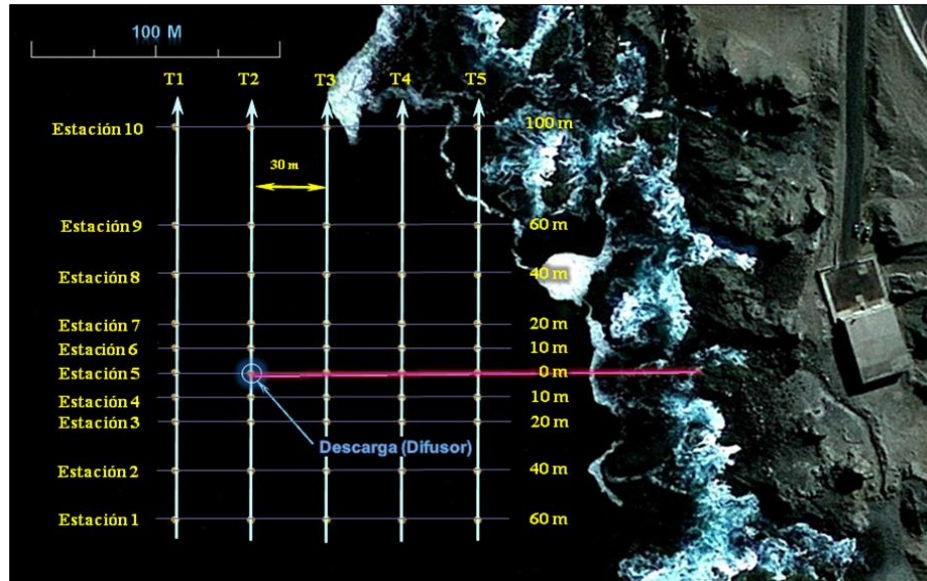 100 M
T1
T2
T3
T4
T5
Estación 10
100 m
30 m
Estación 9
60 m
Estación 8
40 m
Estación 7
20 m
Estación 6
10 m
Estación 5
0 m
Estación 4
10 m
Estación 3
20 m
Descarga (Difusor)
Estación 2
40 m
Estación 1
60 m